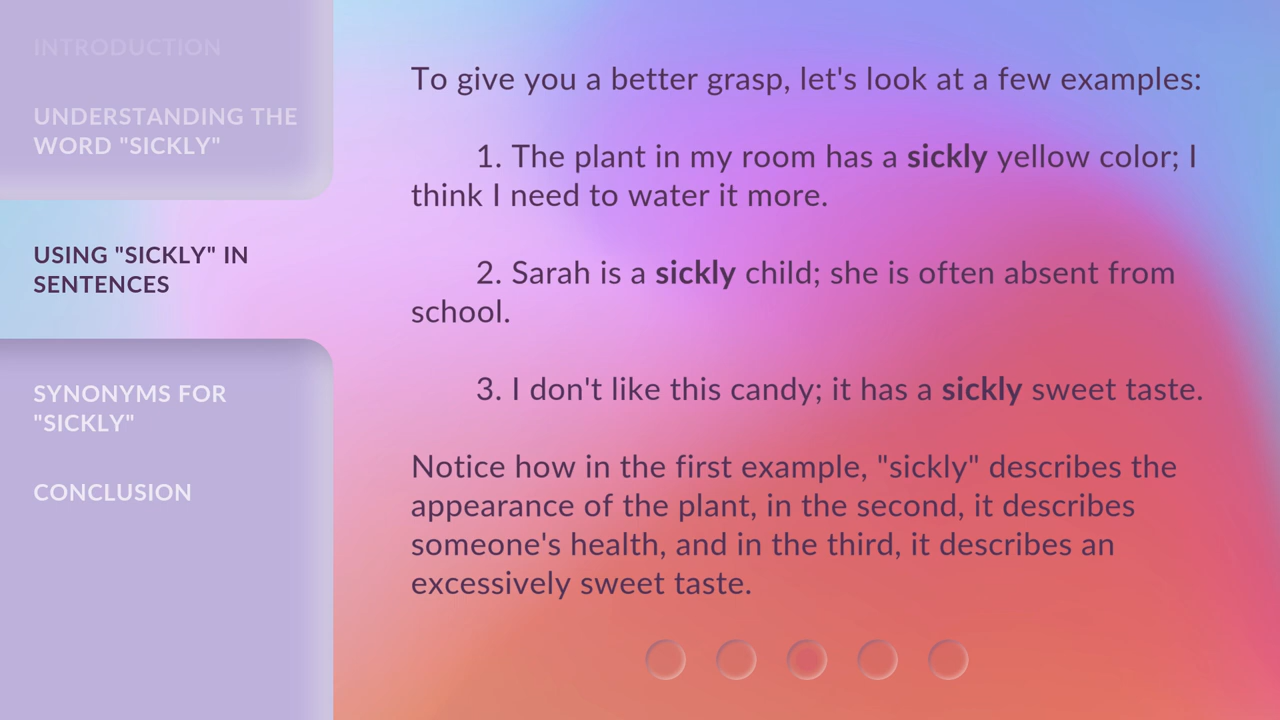 INTRODUCTION
UNDERSTANDING THE
WORD "SICKLY"
USING "SICKLY" IN
SENTENCES
SYNONYMS FOR
"SICKLY"
CONCLUSION
To give you a better grasp, let's look at a few examples:
1. The plant in my room has a sickly yellow color; I
think I need to water it more.
2. Sarah is a sickly child; she is often absent from
school.
3. I don't like this candy; it has a sickly sweet taste.
Notice how in the first example, "sickly" describes the
appearance of the plant, in the second, it describes
someone's health, and in the third, it describes an
excessively sweet taste.